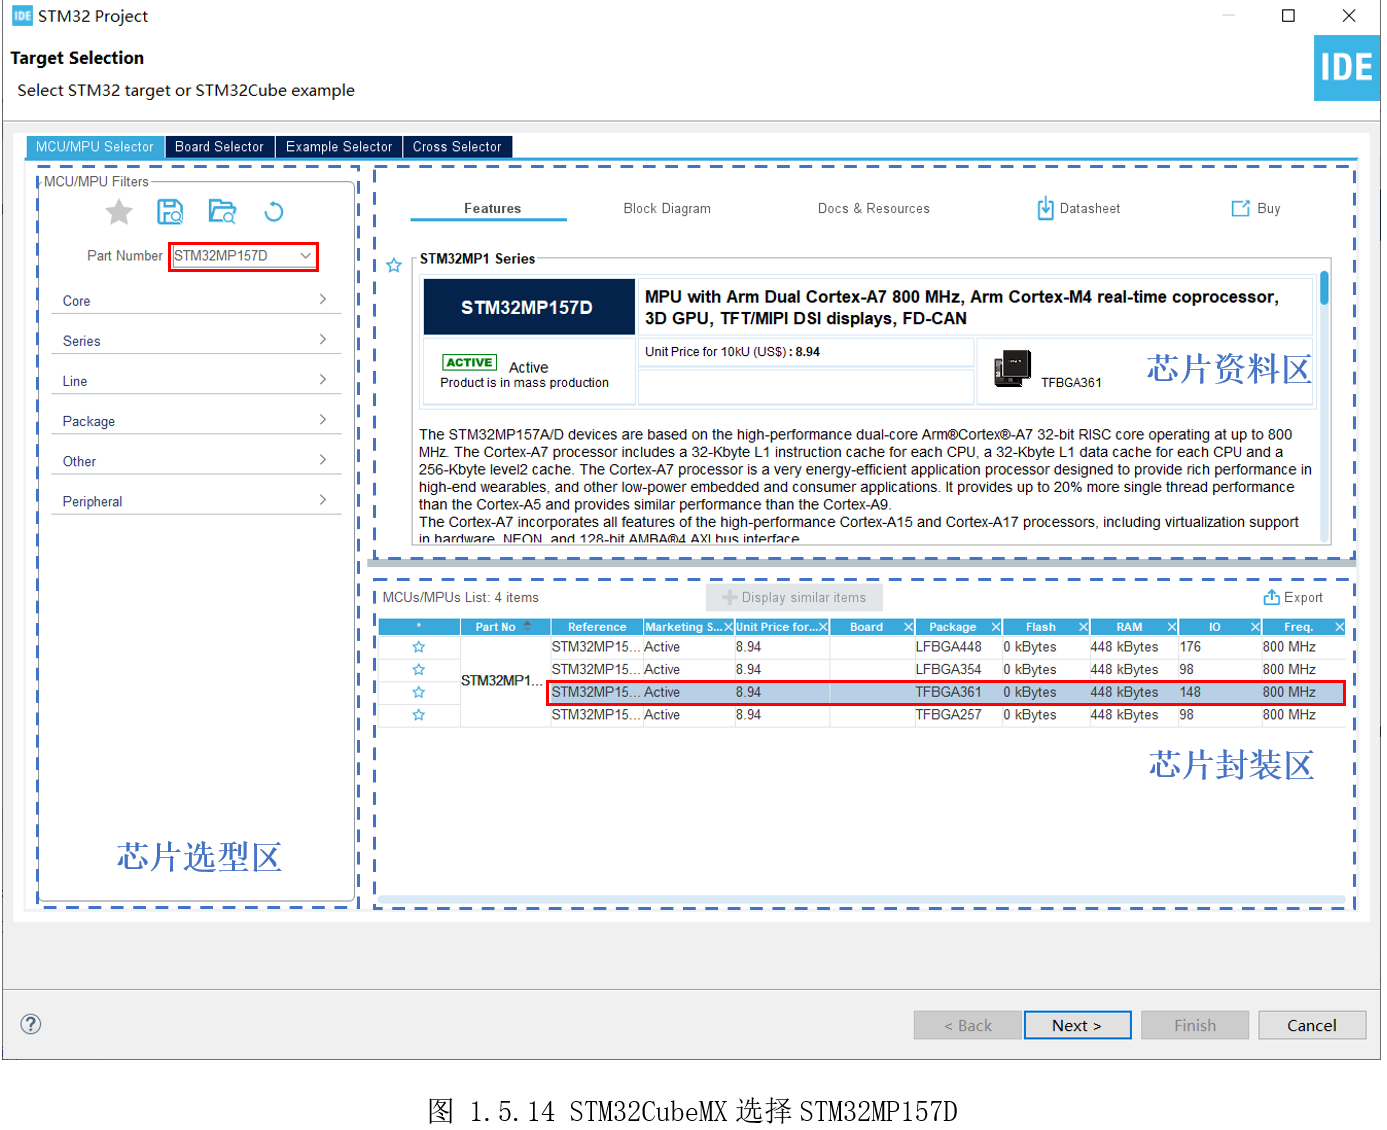 IDE STM32 Project
Target Selection
Select STM32 target or STM32Cube example
IDE
MCU/MPU Selector Board Selector Example Selector Cross Selector
MCU/MPU Filters
Part Number STM32MP157D
Core
Series
Line
Package
Other
Peripheral
芯片选型区
Features Block Diagram Docs & Resources Datasheet Buy
STM32MP1 Series
STM32MP157D
MPU with Arm Dual Cortex-A7 800 MHz, Arm Cortex-M4 real-time coprocessor,
3D GPU, TFT/MIPI DSI displays, FD-CAN
ACTIVE Active
Product is in mass production
Unit Price for 10kU (US$) : 8.94
TFBGA361
芯片资料区
The STM32MP157A/D devices are based on the high-performance dual-core Arm®Cortex®-A7 32-bit RISC core operating at up to 800
MHz. The Cortex-A7 processor includes a 32-Kbyte L1 instruction cache for each CPU, a 32-Kbyte L1 data cache for each CPU and a
256-Kbyte level2 cache. The Cortex-A7 processor is a very energy-efficient application processor designed to provide rich performance in
high-end wearables, and other low-power embedded and consumer applications. It provides up to 20% more single thread performance
than the Cortex-A5 and provides similar performance than the Cortex-A9.
The Cortex-A7 incorporates all features of the high-performance Cortex-A15 and Cortex-A17 processors, including virtualization support
in hardware, NEON, and 128-bit AMBA®4 AXI bus interface.
MCUs/MPUs List: 4 items Display similar items Export
* Part No Reference Marketing S... Unit Price for... Board Package Flash RAM IO Freq.
STM32MP15... Active 8.94 LFBGA448 0 kBytes 448 kBytes 176 800 MHz
STM32MP15... Active 8.94 LFBGA354 0 kBytes 448 kBytes 98 800 MHz
STM32MP1...
STM32MP15... Active 8.94 TFBGA361 0 kBytes 448 kBytes 148 800 MHz
STM32MP15... Active 8.94 TFBGA257 0 kBytes 448 kBytes 98 800 MHz
芯片封装区
?
< Back Next > Finish Cancel
图 1.5.14 STM32CubeMX 选择 STM32MP157D